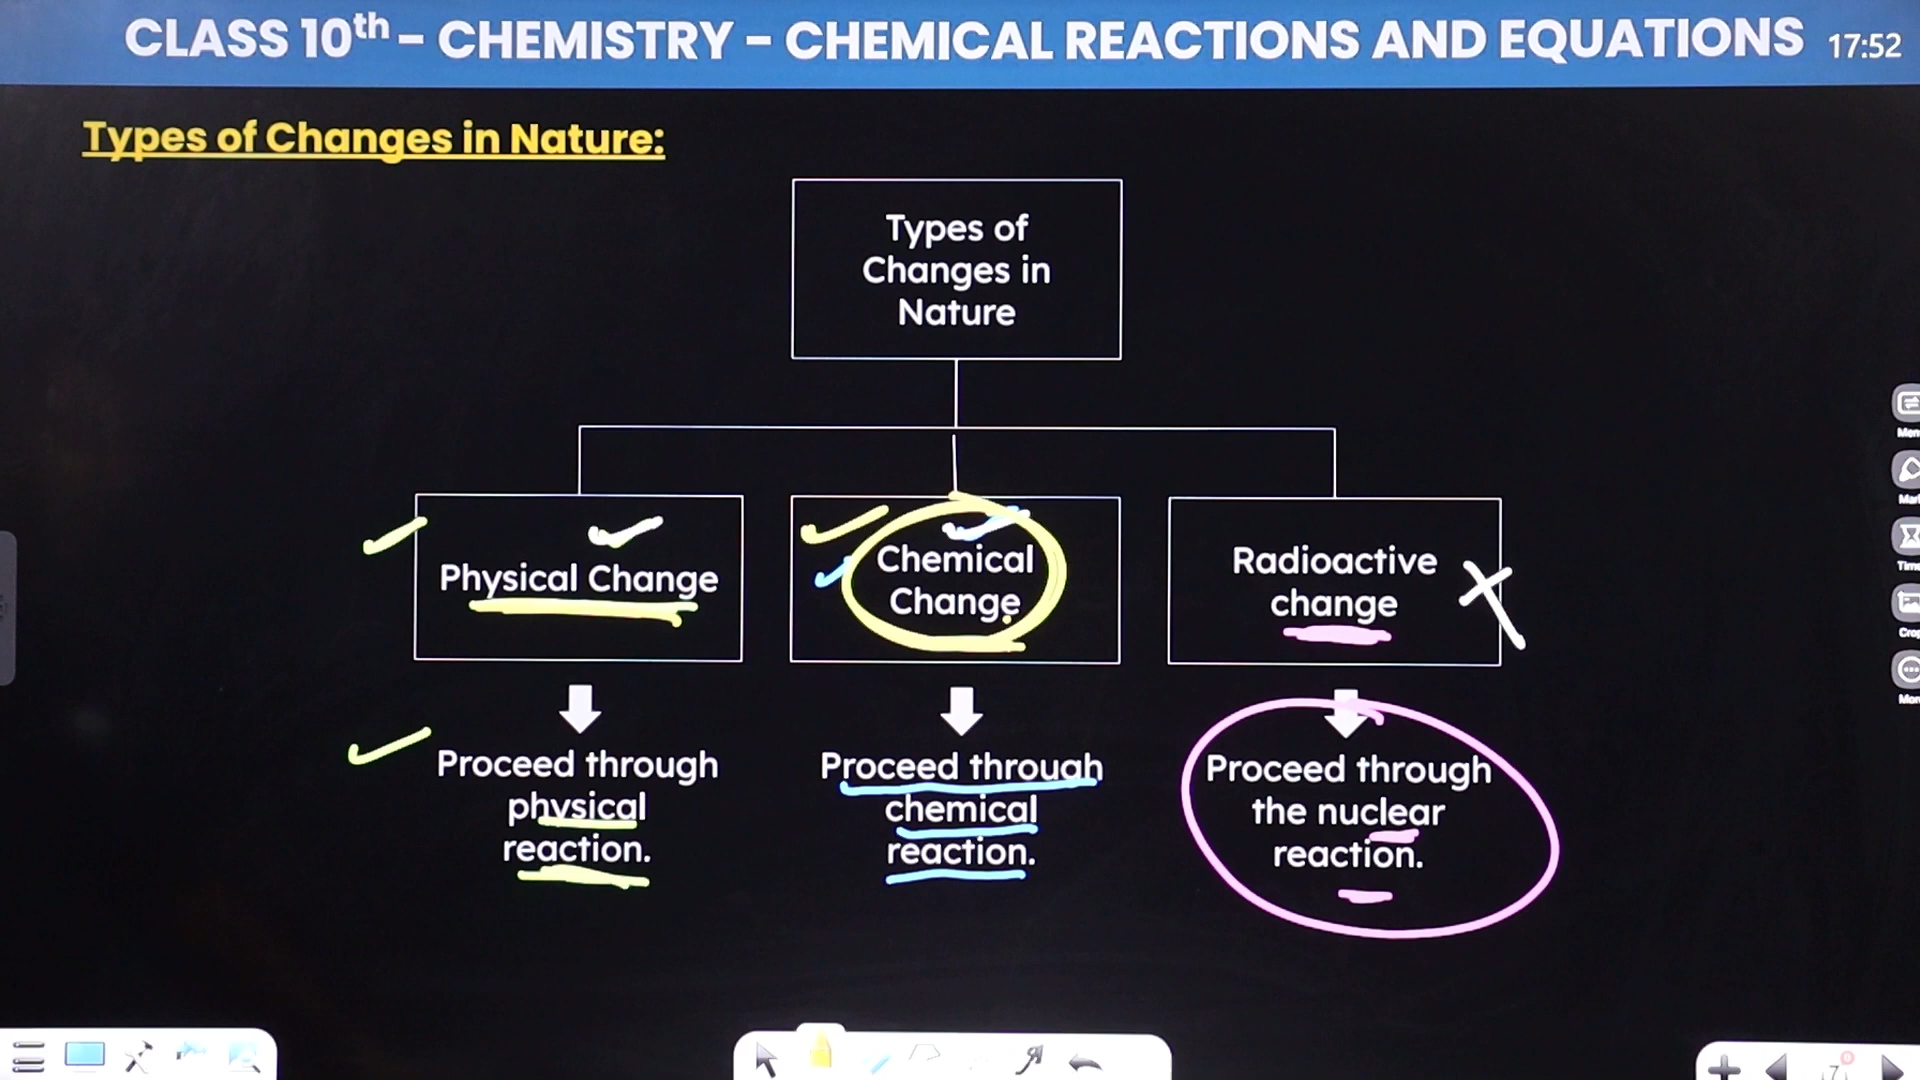 CLASS 10th - CHEMISTRY - CHEMICAL REACTIONS AND EQUATIONS
17:52
Types of Changes in Nature:
Types of
Changes in
Nature
Physical Change
Chemical
Change
Radioactive
change
Proceed through
physical
reaction.
Proceed through
chemical
reaction.
Proceed through
the nuclear
reaction.
7